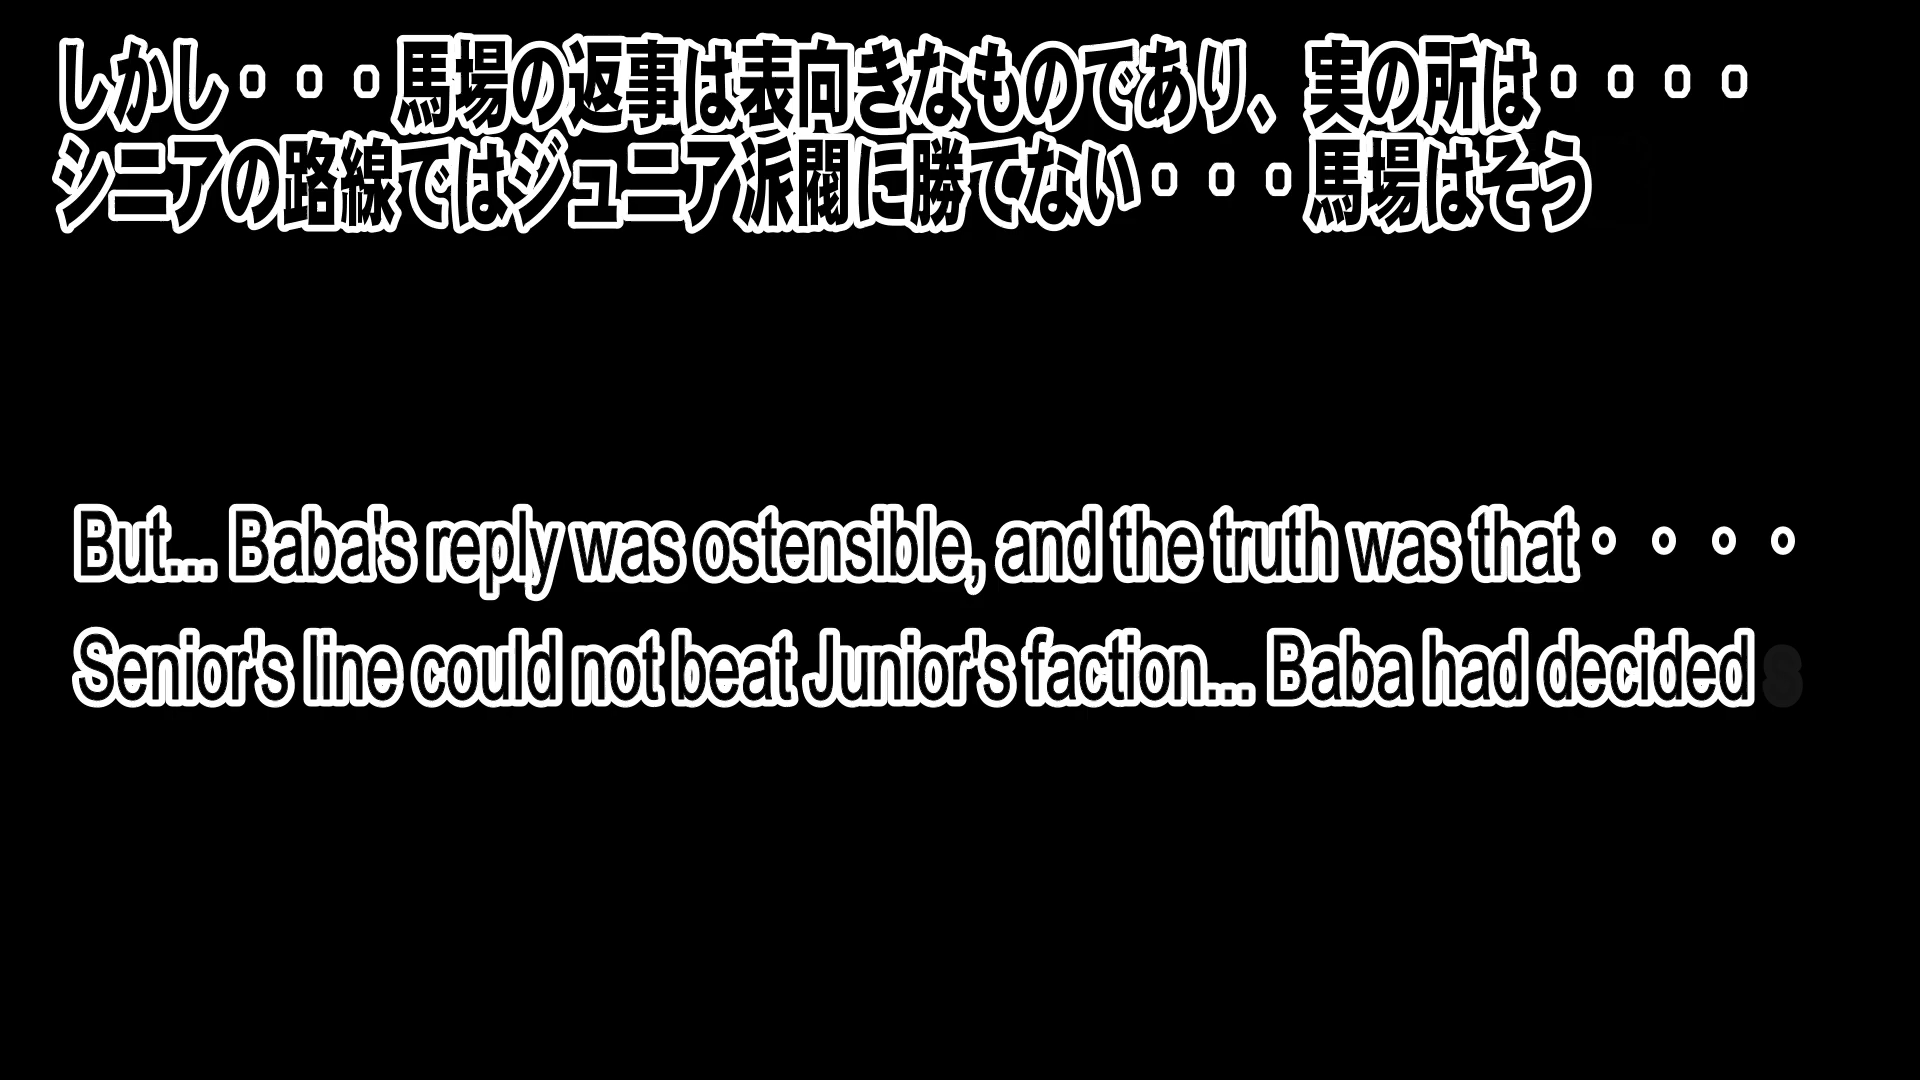 しかし・・・馬場の返事は表向きなものであり、実の所は・・・・
シニアの路線ではジュニア派閥に勝てない・・・馬場はそう
But... Baba's reply was ostensible, and the truth was that・・・・
Senior's line could not beat Junior's faction... Baba had decided s